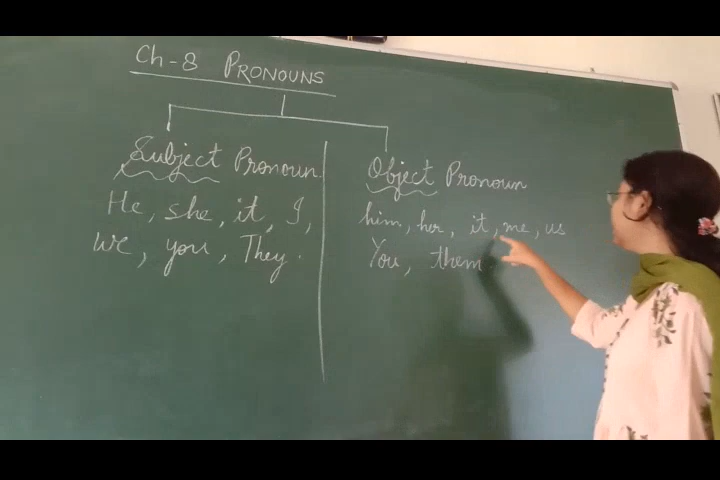 Ch-8 PRONOUNS
Subject Pronoun
He, she, it, I,
We, you, They.
Object Pronoun
him, her, it, me, us
You, them